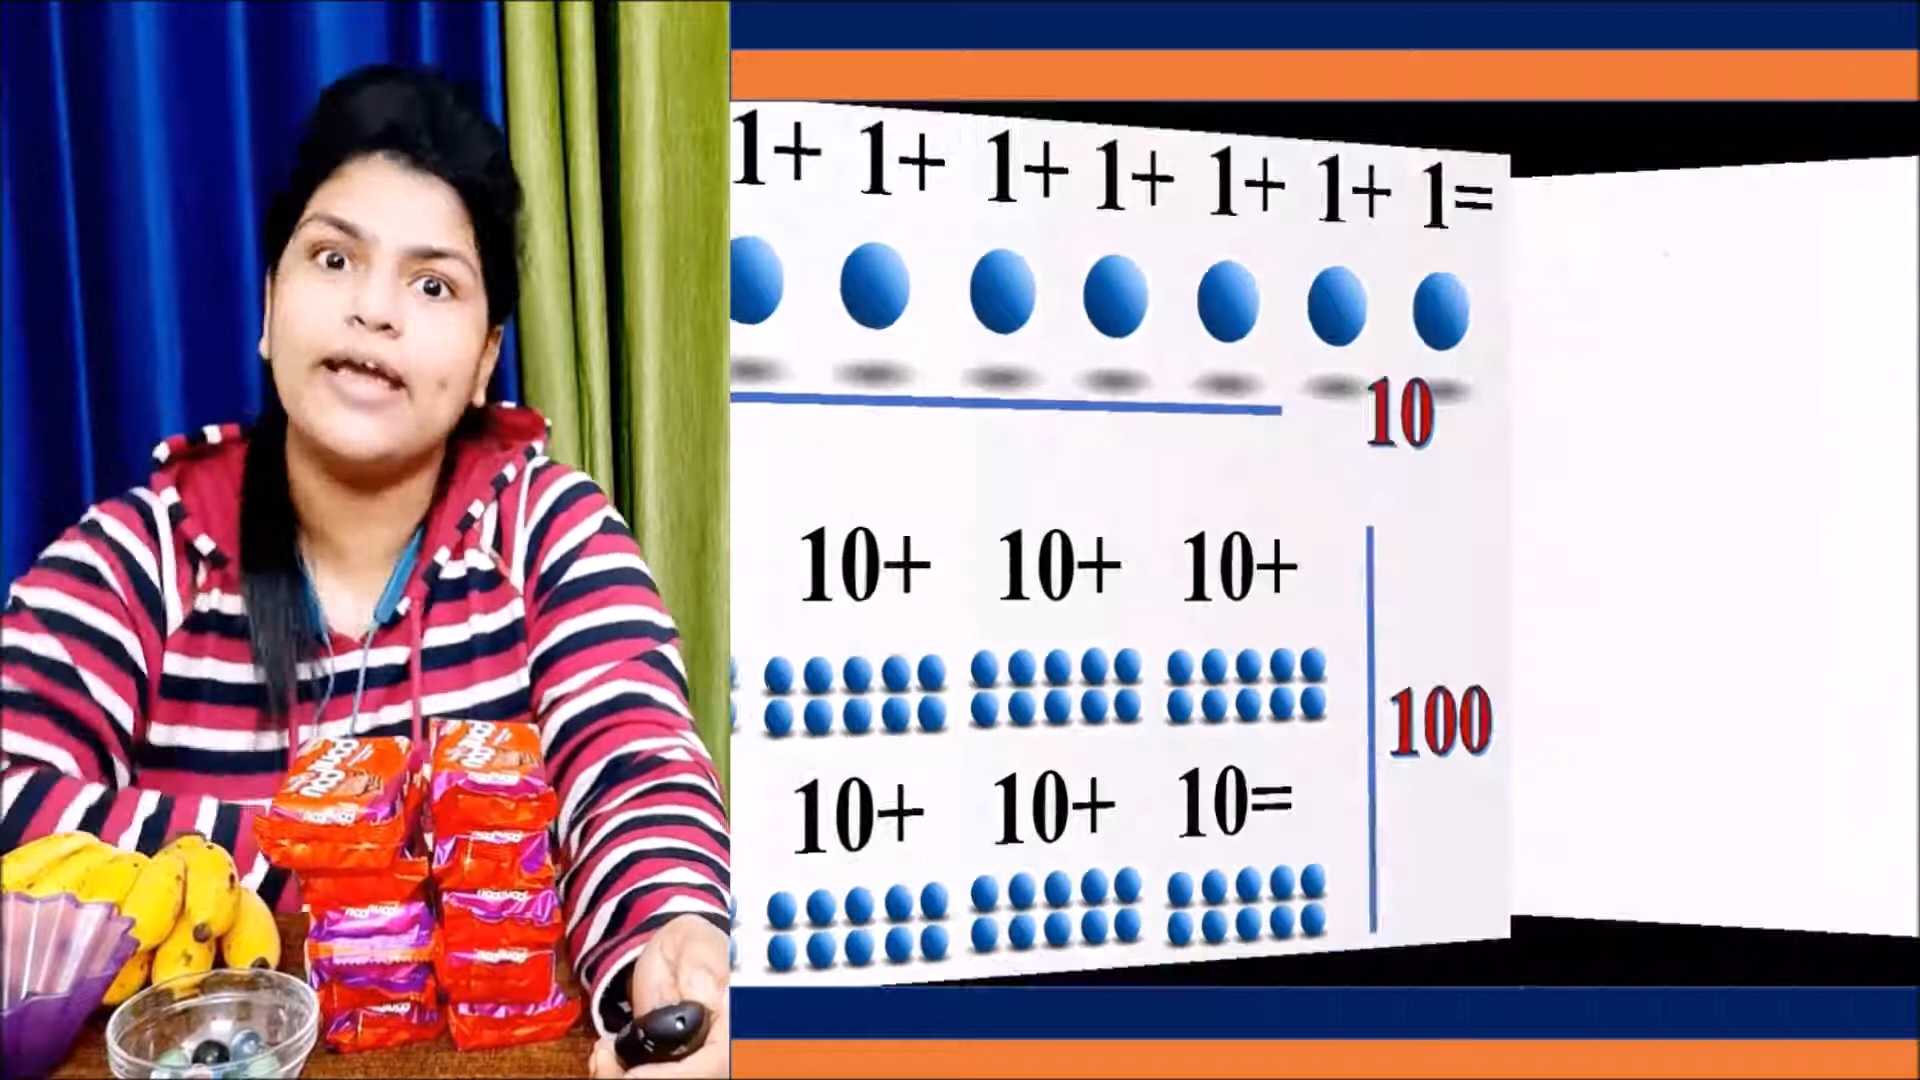 1+ 1+ 1+ 1+ 1+ 1+ 1=
10
10+ 10+ 10+
100
10+ 10+ 10=